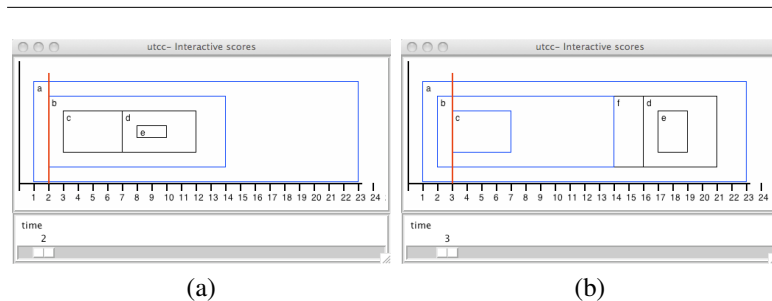 utcc- Interactive scores
a
b
c d
e
1 2 3 4 5 6 7 8 9 10 11 12 13 14 15 16 17 18 19 20 21 22 23 24
time
2
(a)
utcc- Interactive scores
a
b f d
c e
1 2 3 4 5 6 7 8 9 10 11 12 13 14 15 16 17 18 19 20 21 22 23 24
time
3
(b)